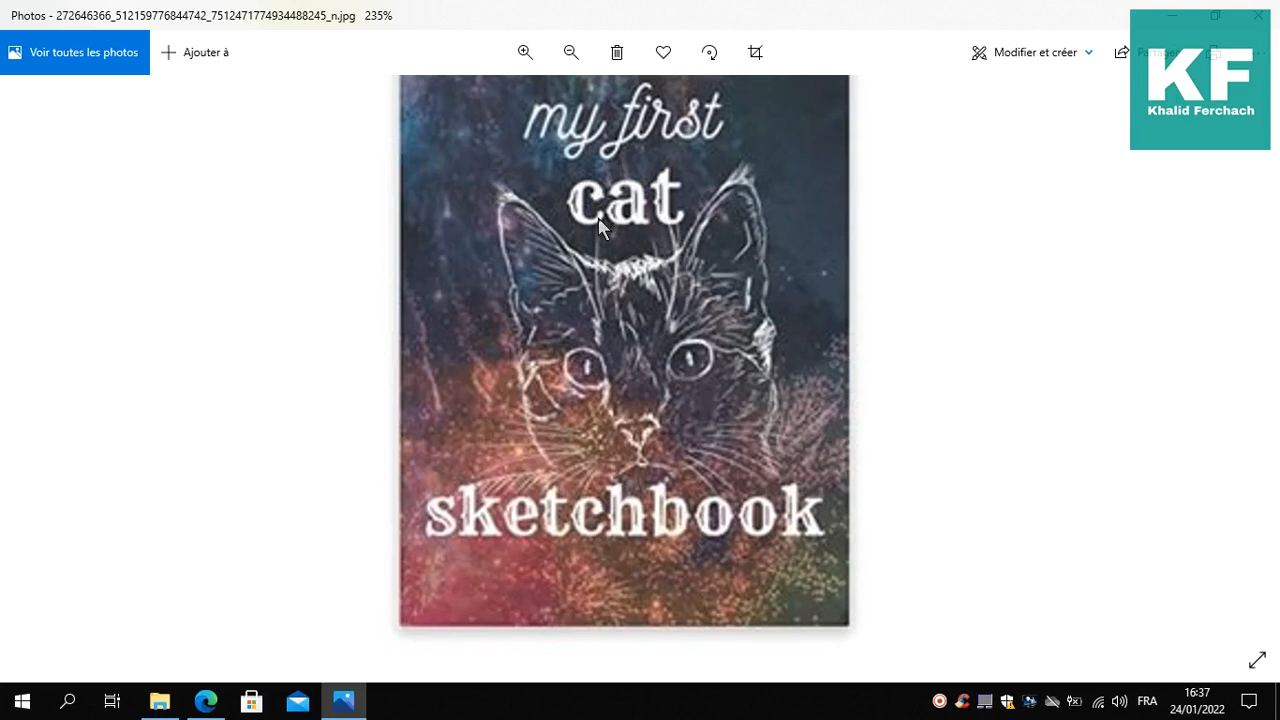 Photos - 272646366_512159776844742_7512471774934488245_n.jpg 235%
Voir toutes les photos
Ajouter à
Modifier et créer
KF
Khalid Ferchach
my first
cat
sketchbook
FRA
16:37
24/01/2022